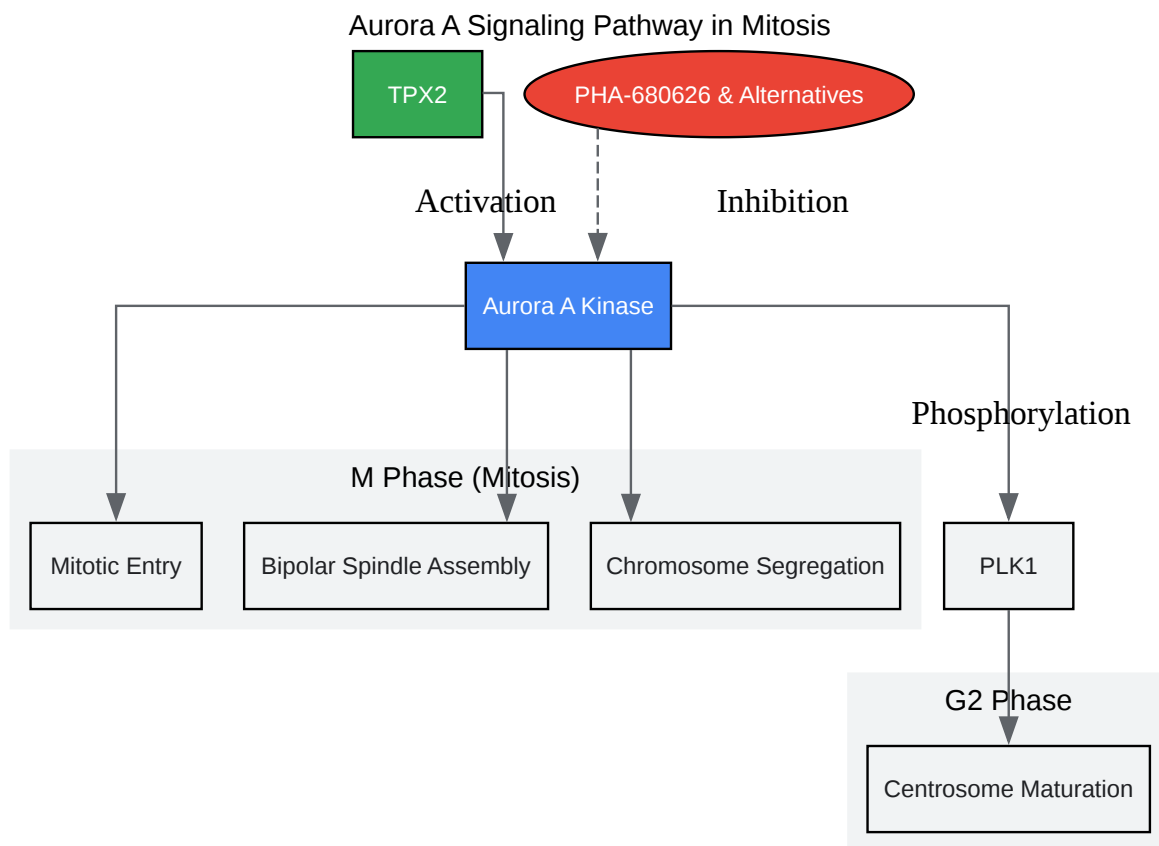 Aurora A Signaling Pathway in Mitosis
TPX2
PHA-680626 & Alternatives
Activation
Inhibition
Aurora A Kinase
Phosphorylation
M Phase (Mitosis)
Mitotic Entry
Bipolar Spindle Assembly
Chromosome Segregation
PLK1
G2 Phase
Centrosome Maturation